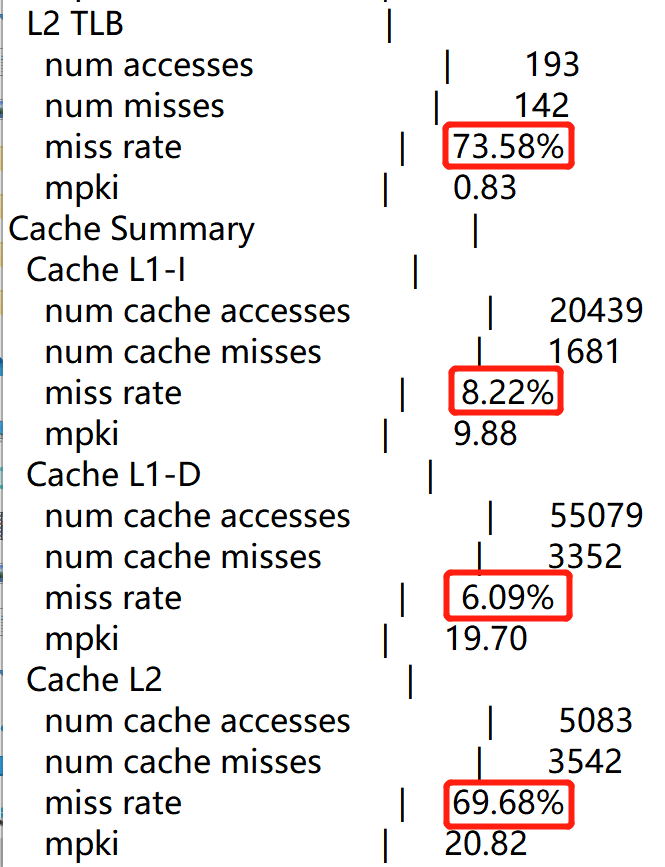 L2 TLB |
num accesses | 193
num misses | 142
miss rate | 73.58%
mpki | 0.83
Cache Summary |
Cache L1-I |
num cache accesses | 20439
num cache misses | 1681
miss rate | 8.22%
mpki | 9.88
Cache L1-D |
num cache accesses | 55079
num cache misses | 3352
miss rate | 6.09%
mpki | 19.70
Cache L2 |
num cache accesses | 5083
num cache misses | 3542
miss rate | 69.68%
mpki | 20.82